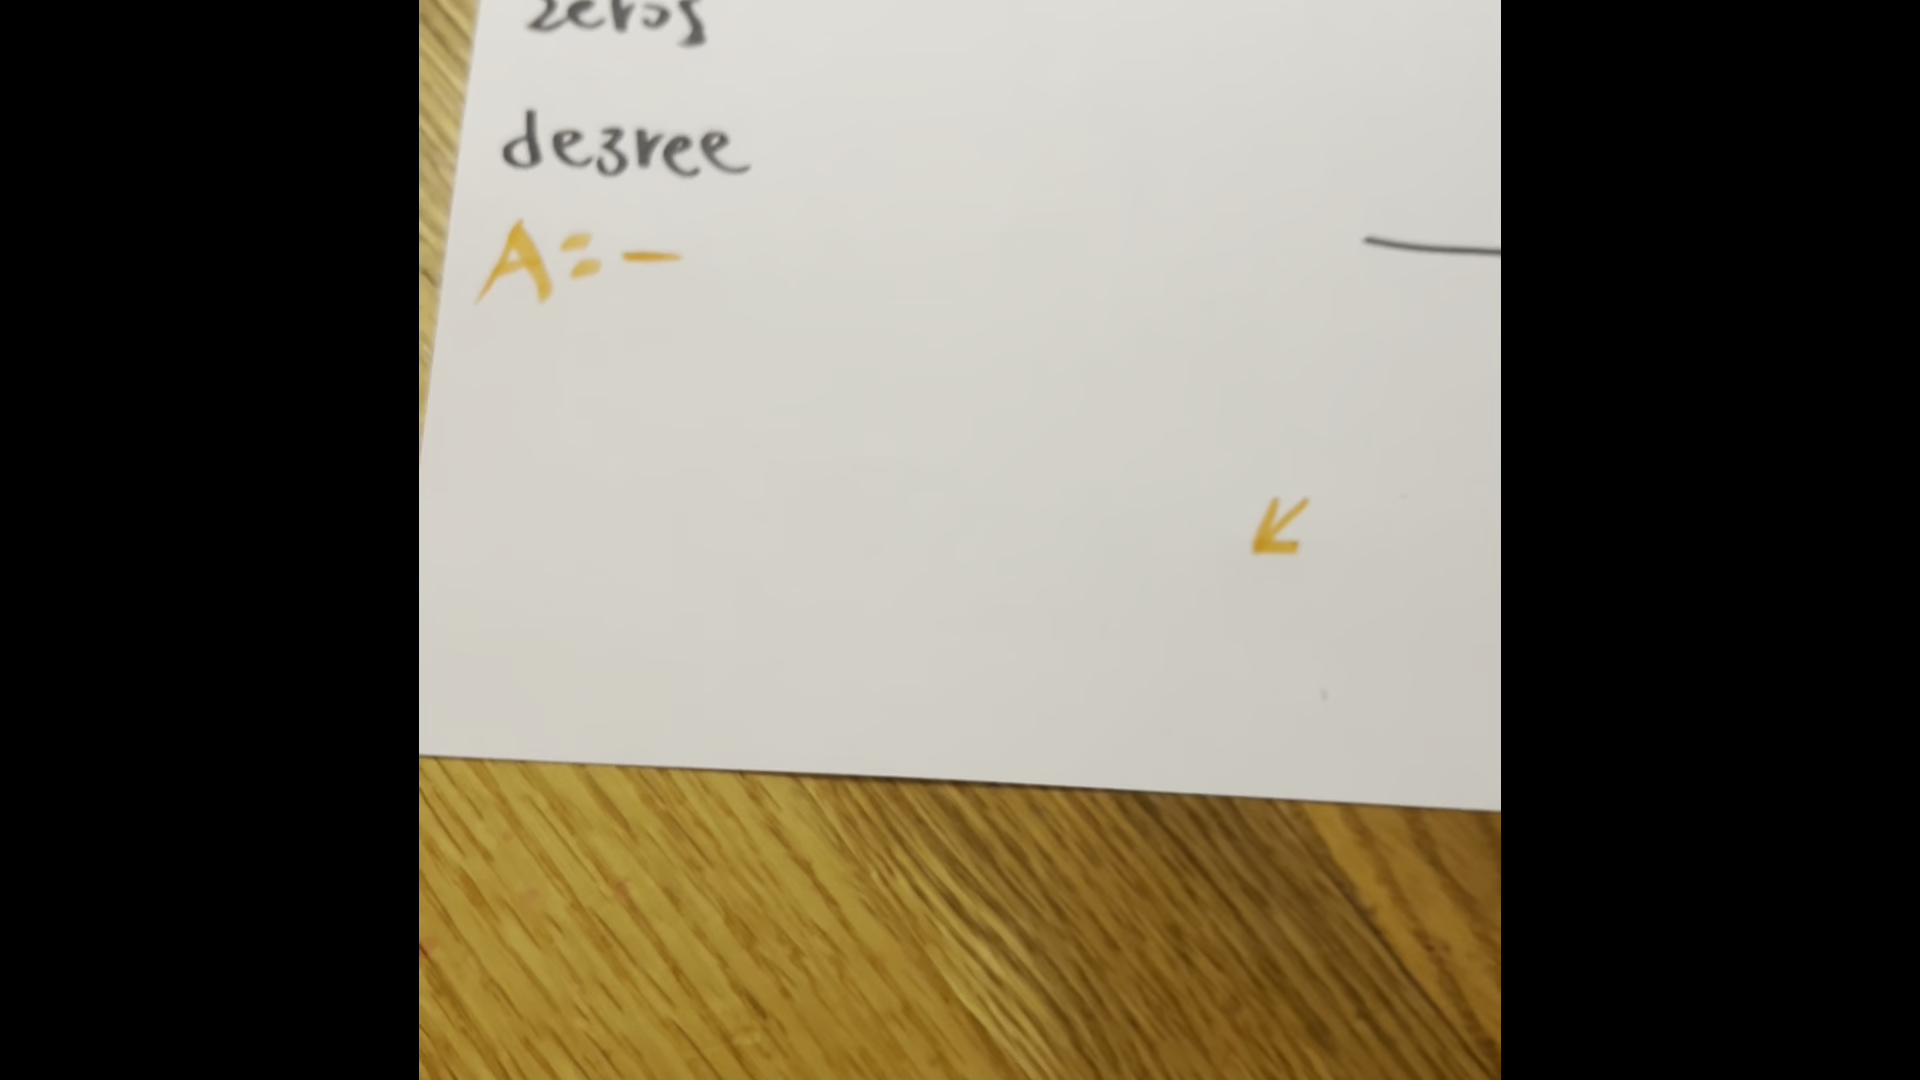 zeros
degree
A = -